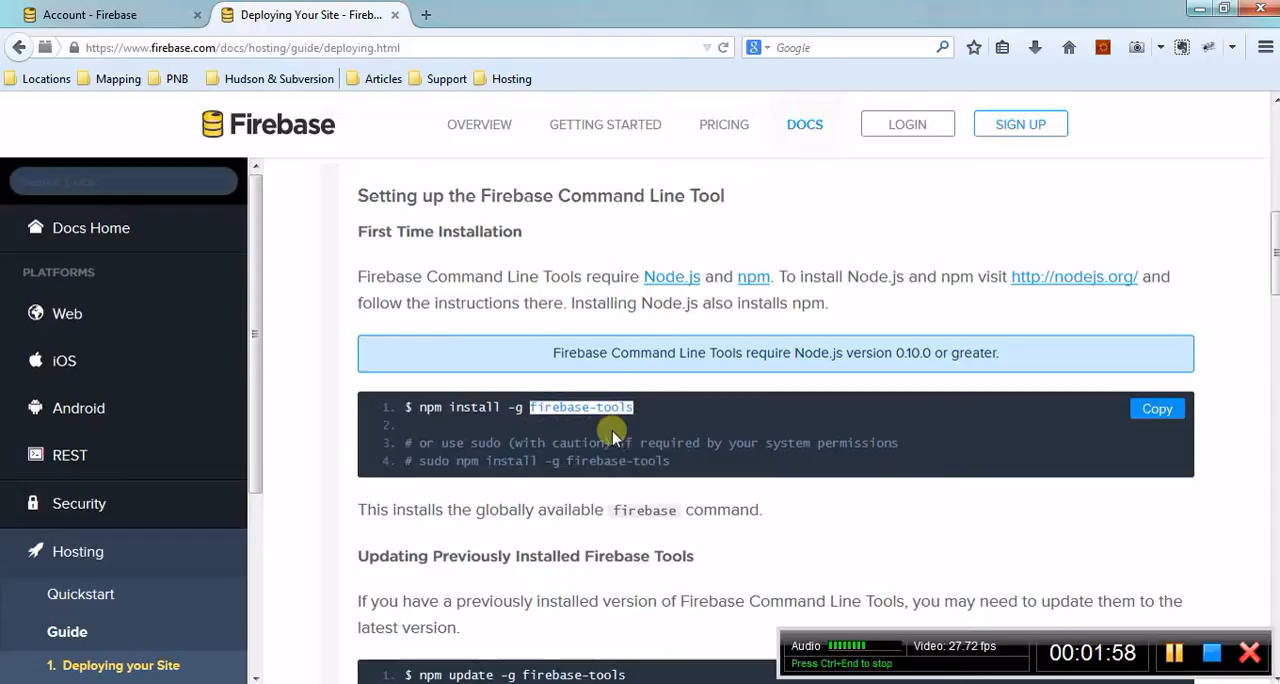 Account - Firebase
Deploying Your Site - Fireb...
https://www.firebase.com/docs/hosting/guide/deploying.html
Google
Locations
Mapping
PNB
Hudson & Subversion
Articles
Support
Hosting
Firebase
OVERVIEW
GETTING STARTED
PRICING
DOCS
LOGIN
SIGN UP
Docs Home
PLATFORMS
Web
iOS
Android
REST
Security
Hosting
Quickstart
Guide
1. Deploying your Site
Setting up the Firebase Command Line Tool
First Time Installation
Firebase Command Line Tools require Node.js and npm. To install Node.js and npm visit http://nodejs.org/ and
follow the instructions there. Installing Node.js also installs npm.
Firebase Command Line Tools require Node.js version 0.10.0 or greater.
1. $ npm install -g firebase-tools
Copy
2.
3. # or use sudo (with caution) if required by your system permissions
4. # sudo npm install -g firebase-tools
This installs the globally available firebase command.
Updating Previously Installed Firebase Tools
If you have a previously installed version of Firebase Command Line Tools, you may need to update them to the
latest version.
1. $ npm update -g firebase-tools
Audio
Video: 27.72 fps
Press Ctrl+End to stop
00:01:58